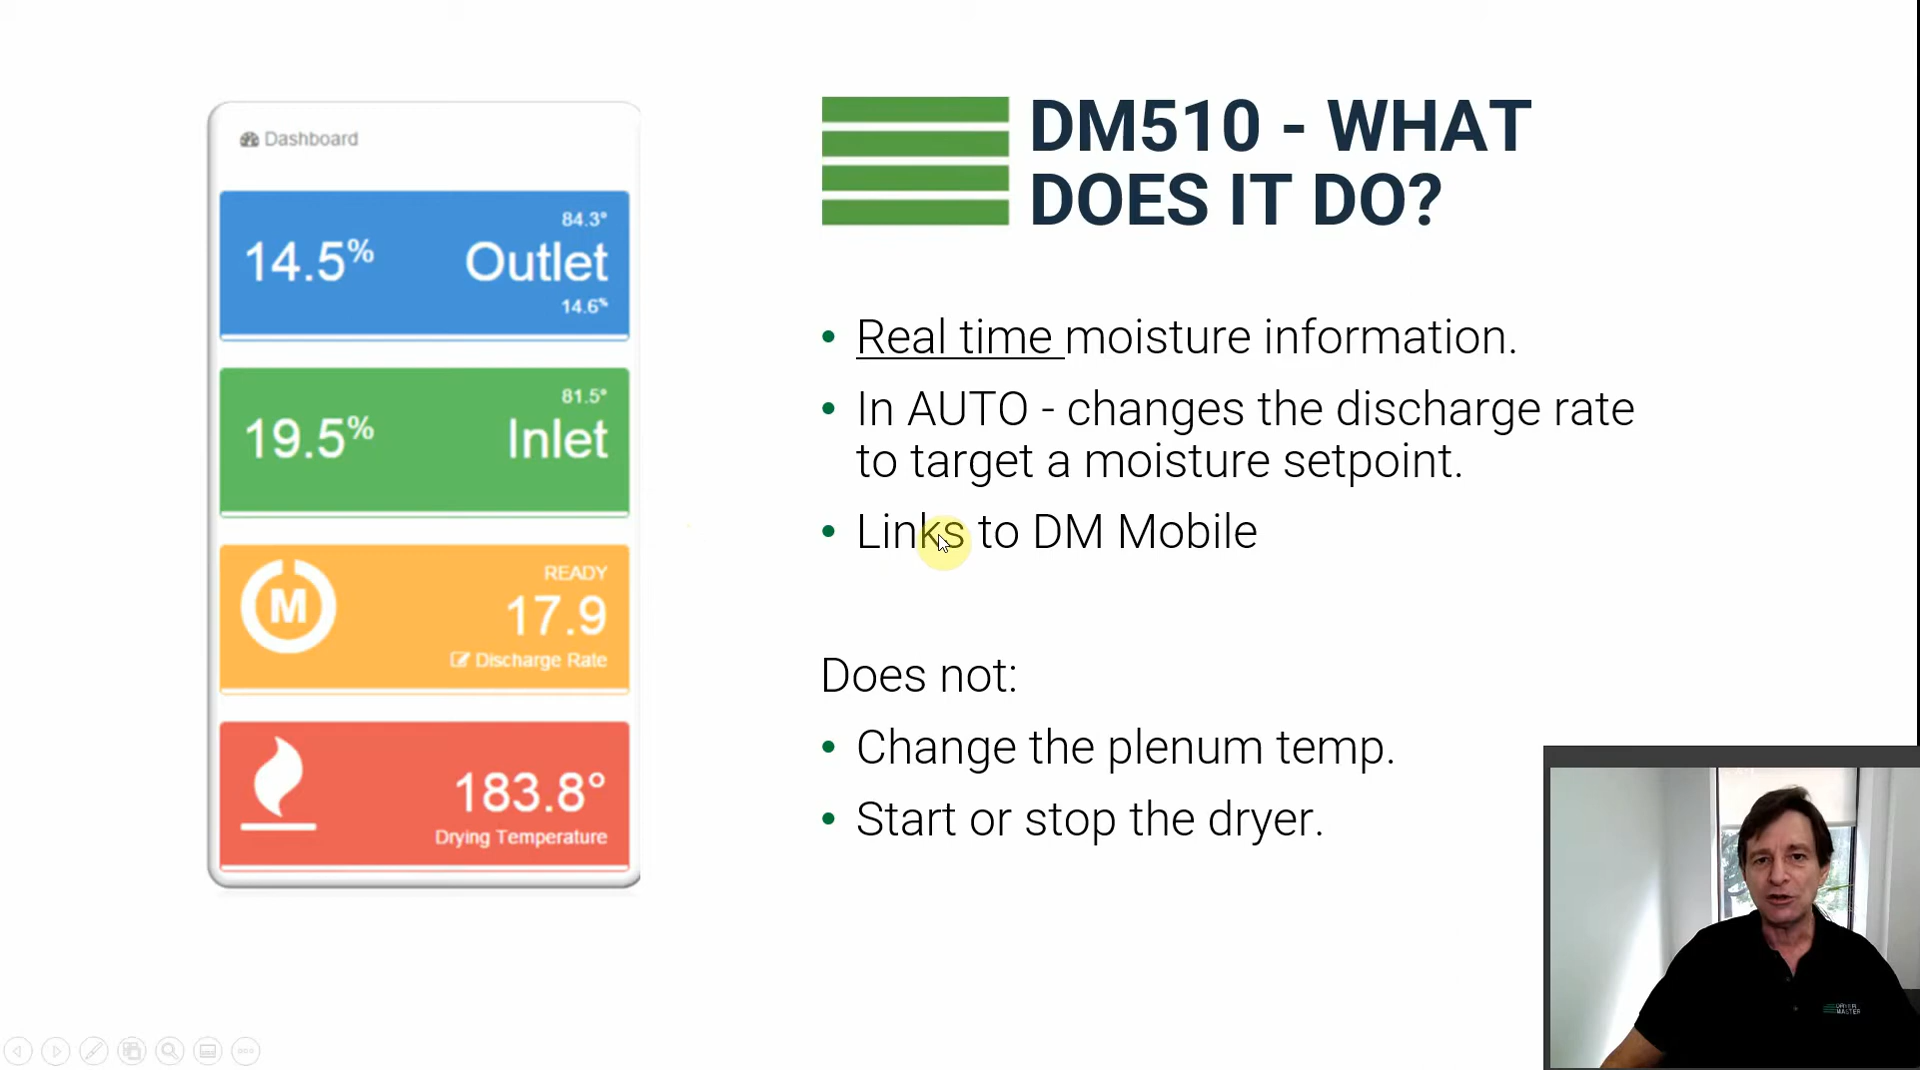 Dashboard
84.3°
14.5% Outlet
14.6%
81.5°
19.5% Inlet
READY
M 17.9
Discharge Rate
183.8°
Drying Temperature
DM510 - WHAT
DOES IT DO?
• Real time moisture information.
• In AUTO - changes the discharge rate
to target a moisture setpoint.
• Links to DM Mobile
Does not:
• Change the plenum temp.
• Start or stop the dryer.
DRYER
MASTER